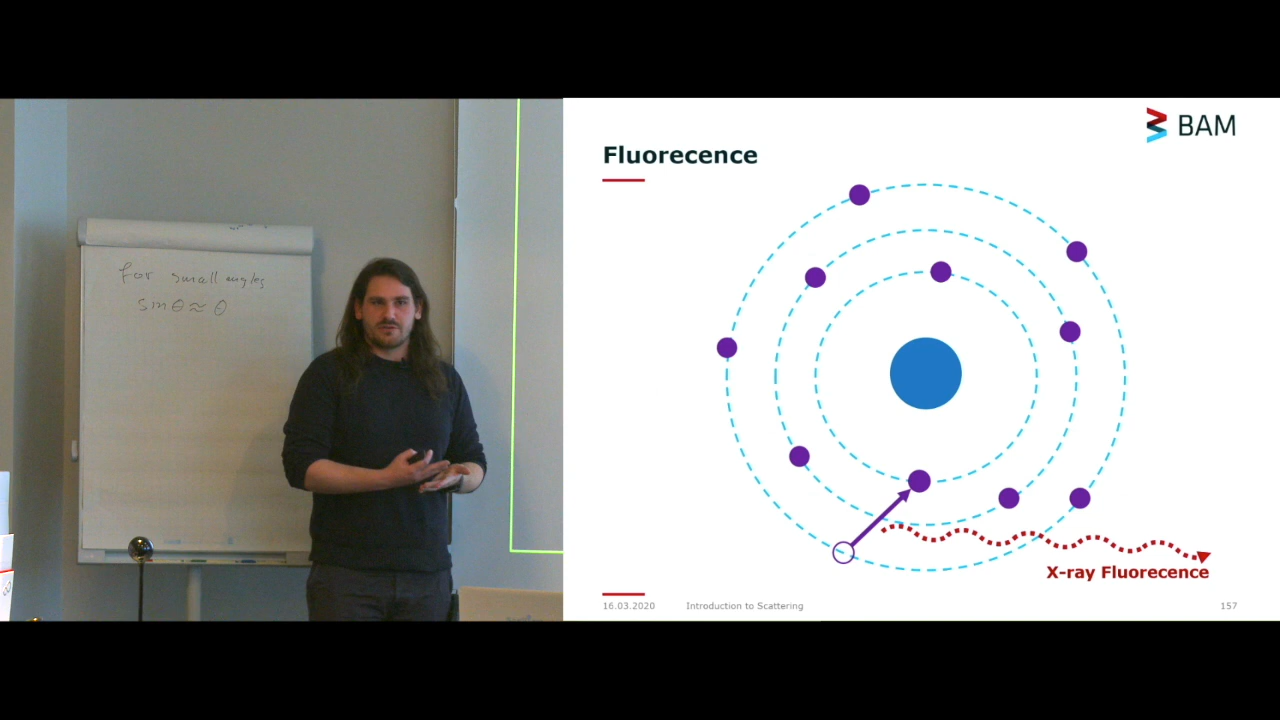 for small angles
sin θ ≈ θ
BAM
Fluorecence
X-ray Fluorecence
16.03.2020 Introduction to Scattering 157